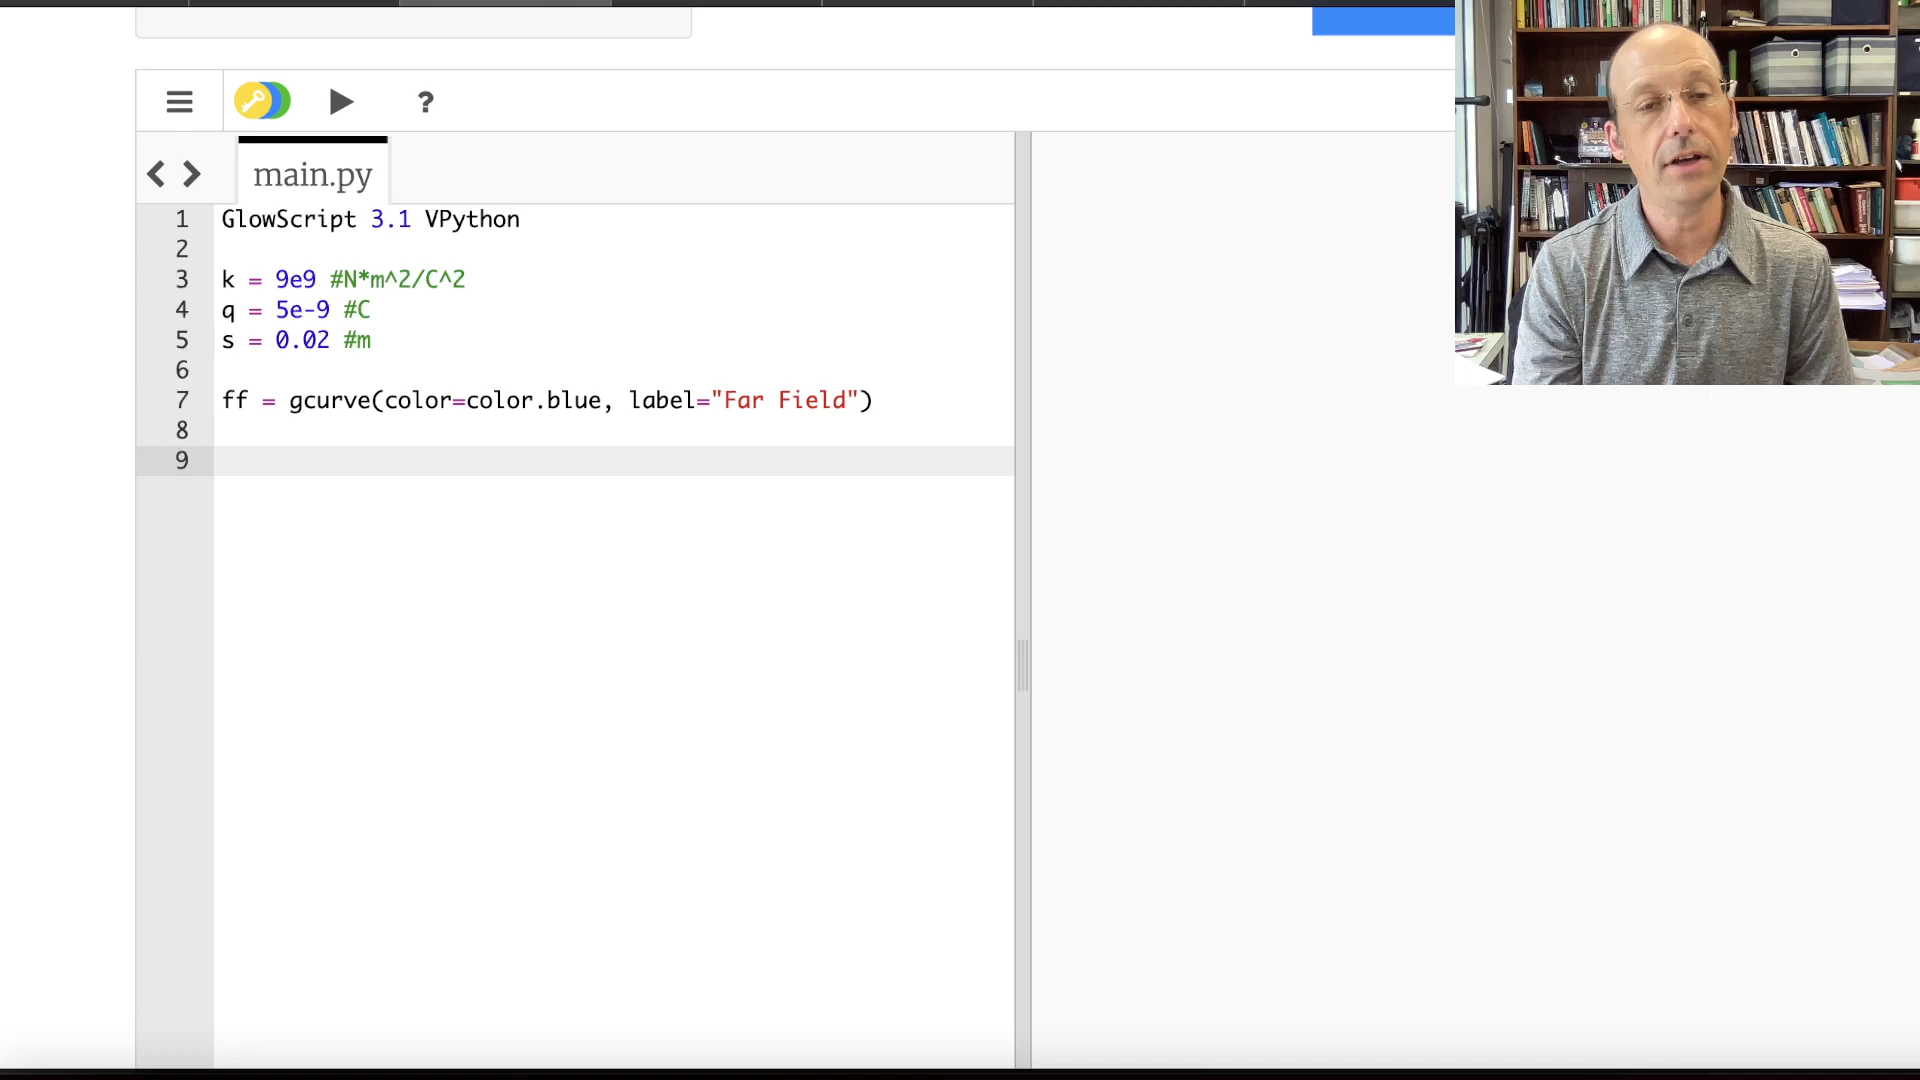 ?
main.py
1 GlowScript 3.1 VPython
2
3 k = 9e9 #N*m^2/C^2
4 q = 5e-9 #C
5 s = 0.02 #m
6
7 ff = gcurve(color=color.blue, label="Far Field")
8
9